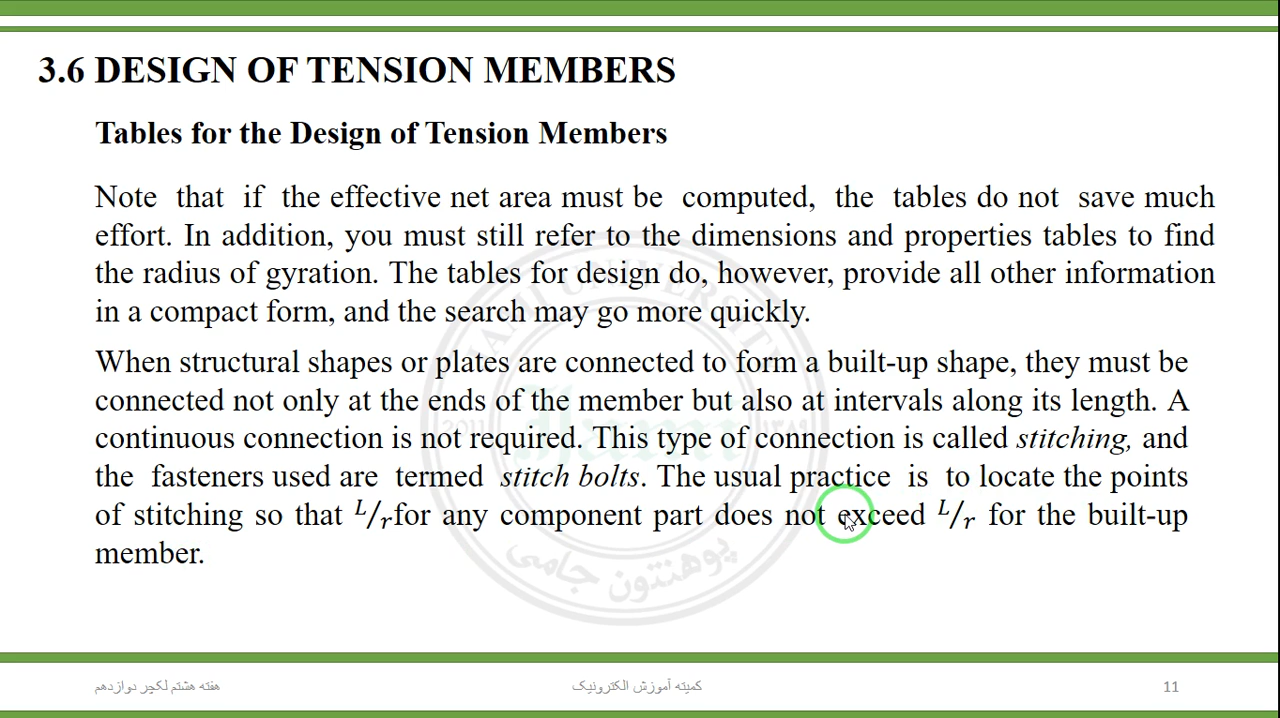 3.6 DESIGN OF TENSION MEMBERS
Tables for the Design of Tension Members
Note that if the effective net area must be computed, the tables do not save much
effort. In addition, you must still refer to the dimensions and properties tables to find
the radius of gyration. The tables for design do, however, provide all other information
in a compact form, and the search may go more quickly.
When structural shapes or plates are connected to form a built-up shape, they must be
connected not only at the ends of the member but also at intervals along its length. A
continuous connection is not required. This type of connection is called stitching, and
the fasteners used are termed stitch bolts. The usual practice is to locate the points
of stitching so that L/r for any component part does not exceed L/r for the built-up
member.
JAMI UNIVERSITY
2011 Jami ۱۳۸۹
پوهنتون جامی
هفته هشتم لکچر دوازدهم
کمیته آموزش الکترونیک
11